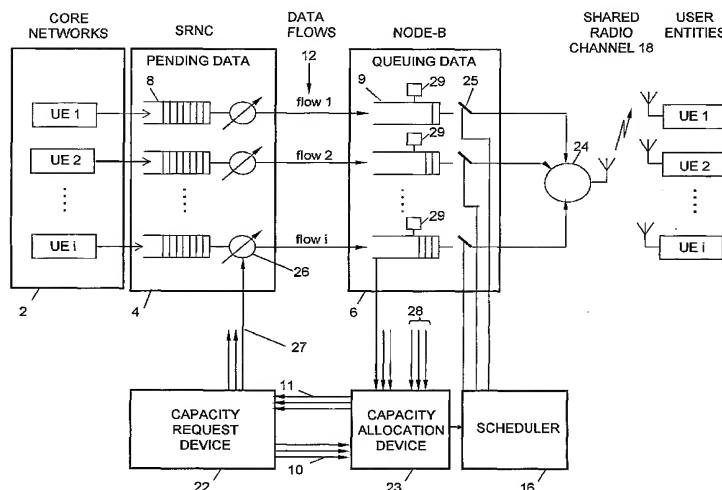 CORE NETWORKS
SRNC
DATA FLOWS
NODE-B
SHARED RADIO CHANNEL 18
USER ENTITIES
PENDING DATA
12
QUEUING DATA
8
9
29
25
UE 1
flow 1
UE 1
29
24
UE 2
flow 2
UE 2
29
UE i
flow i
UE i
26
2
4
6
28
27
11
CAPACITY REQUEST DEVICE
CAPACITY ALLOCATION DEVICE
SCHEDULER
10
22
23
16